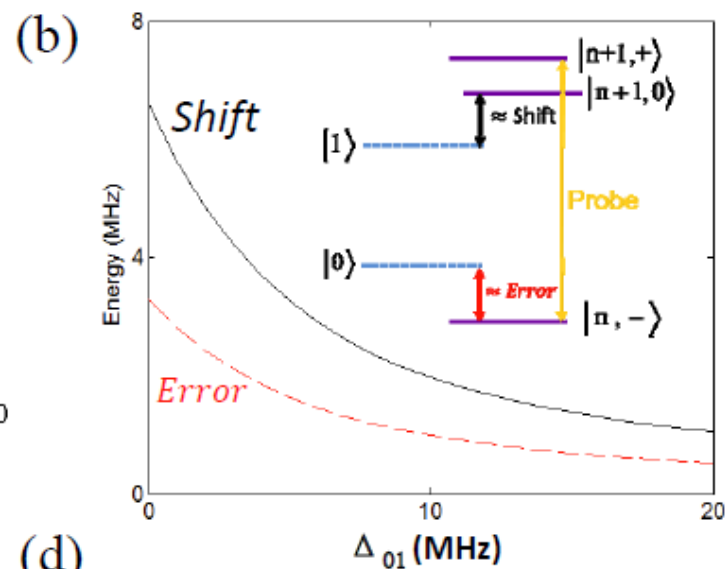 (b)
8
|n+1,+⟩
Shift
|n+1,0⟩
≈ Shift
|1⟩
Probe
Energy (MHz)
4
|0⟩
≈ Error
|n,−⟩
Error
0
0
0
10
20
Δ01 (MHz)
(d)